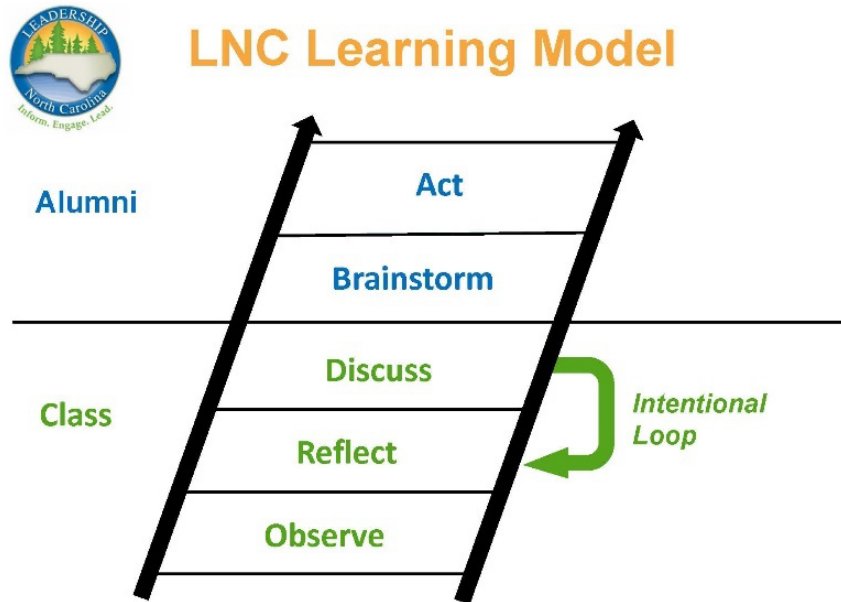 LEADERSHIP
North Carolina
Inform. Engage. Lead.
LNC Learning Model
Alumni
Act
Brainstorm
Class
Discuss
Reflect
Observe
Intentional
Loop